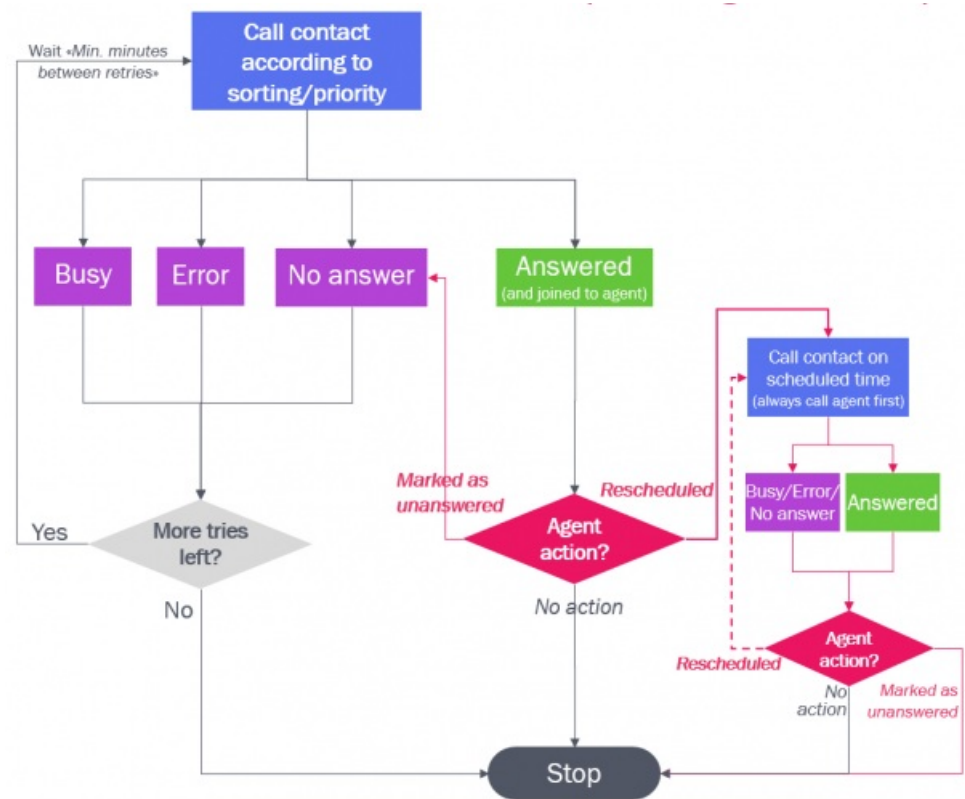 Call contact
according to
sorting/priority
Wait «Min. minutes
between retries»
Busy
Error
No answer
Answered
(and joined to agent)
Call contact on
scheduled time
(always call agent first)
Busy/Error/
No answer
Answered
Marked as
unanswered
Rescheduled
Yes
More tries
left?
Agent
action?
No
No action
Agent
action?
Rescheduled
No
action
Marked as
unanswered
Stop